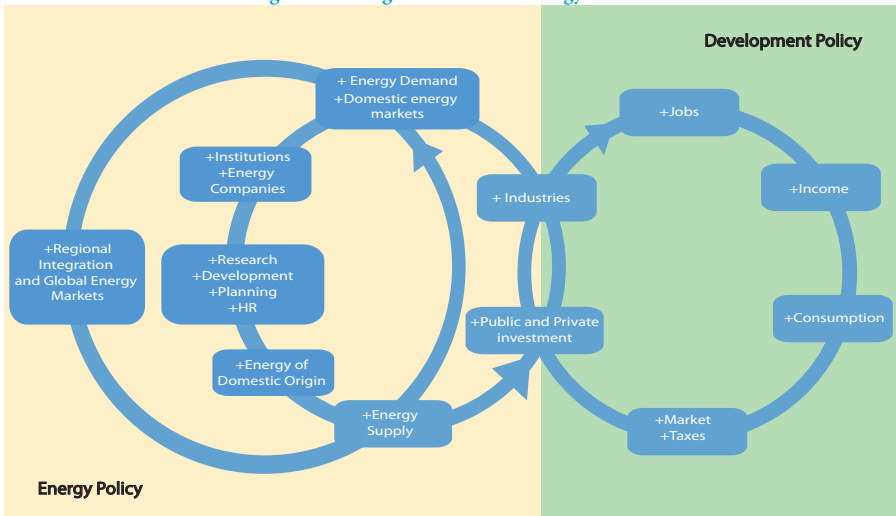 Development Policy
+ Energy Demand
+Domestic energy
markets
+Jobs
+Institutions
+Energy
Companies
+ Industries
+Income
+Regional
Integration
and Global Energy
Markets
+Research
+Development
+Planning
+HR
+Public and Private
investment
+Consumption
+Energy of
Domestic Origin
+Energy
Supply
+Market
+Taxes
Energy Policy